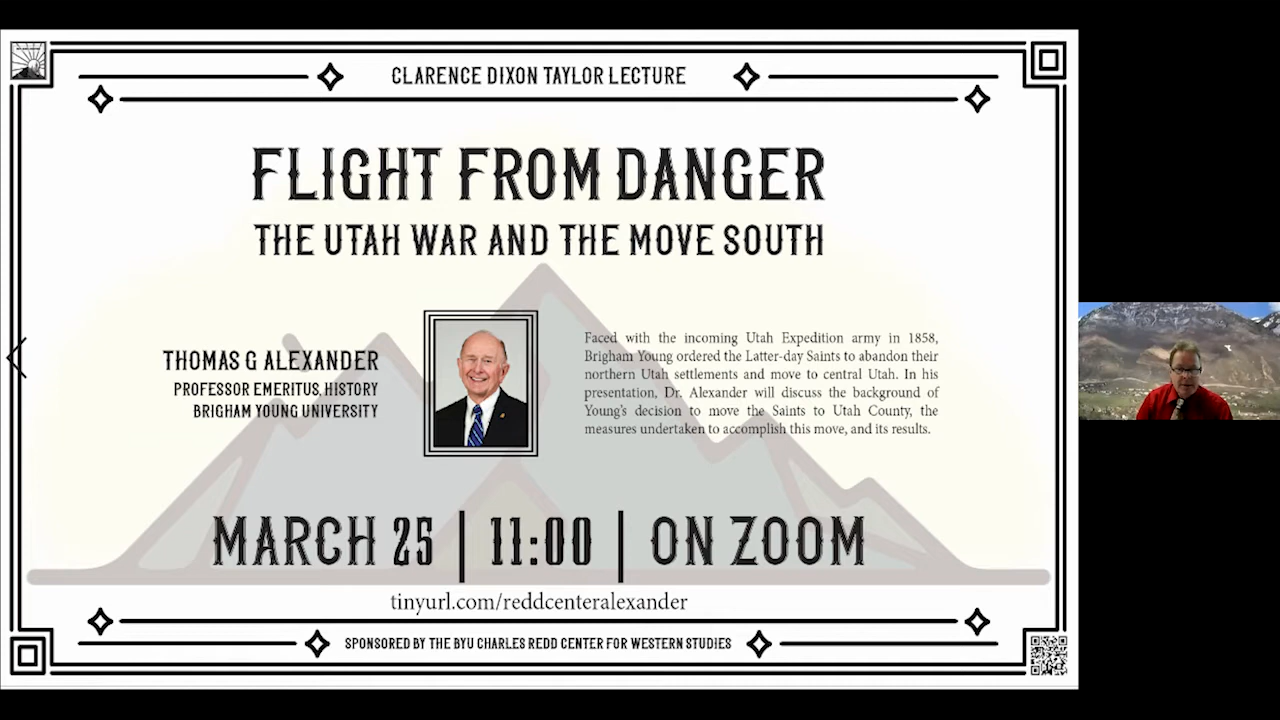 CLARENCE DIXON TAYLOR LECTURE
FLIGHT FROM DANGER
THE UTAH WAR AND THE MOVE SOUTH
THOMAS G ALEXANDER
PROFESSOR EMERITUS, HISTORY
BRIGHAM YOUNG UNIVERSITY
Faced with the incoming Utah Expedition army in 1858,
Brigham Young ordered the Latter-day Saints to abandon their
northern Utah settlements and move to central Utah. In his
presentation, Dr. Alexander will discuss the background of
Young's decision to move the Saints to Utah County, the
measures undertaken to accomplish this move, and its results.
MARCH 25 | 11:00 | ON ZOOM
tinyurl.com/reddcenteralexander
SPONSORED BY THE BYU CHARLES REDD CENTER FOR WESTERN STUDIES